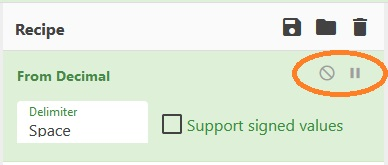 Recipe
From Decimal
Delimiter
Space
Support signed values